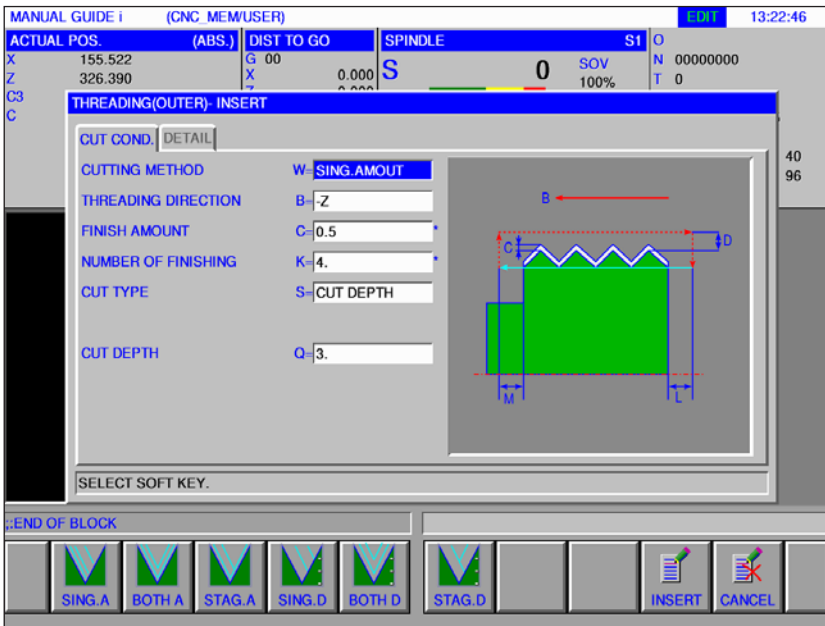 MANUAL GUIDE i (CNC_MEM/USER) EDIT 13:22:46
ACTUAL POS. (ABS.) DIST TO GO SPINDLE S1 O
X 155.522 G 00 S 0 SOV N 00000000
Z 326.390 X 0.000 100% T 0
C3
C
THREADING(OUTER)- INSERT
CUT COND. DETAIL
40
96
CUTTING METHOD W= SING.AMOUT
THREADING DIRECTION B= -Z
FINISH AMOUNT C= 0.5 *
NUMBER OF FINISHING K= 4. *
CUT TYPE S= CUT DEPTH
CUT DEPTH Q= 3.
B
C D
M L
SELECT SOFT KEY.
;;END OF BLOCK
SING.A BOTH A STAG.A SING.D BOTH D STAG.D INSERT CANCEL